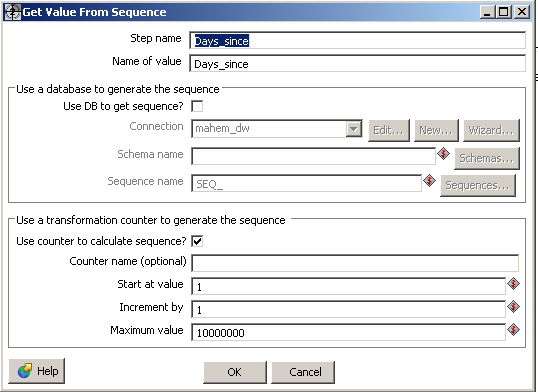 Get Value From Sequence
Step name Days_since
Name of value Days_since
Use a database to generate the sequence
Use DB to get sequence?
Connection mahem_dw Edit... New... Wizard...
Schema name Schemas...
Sequence name SEQ_ Sequences...
Use a transformation counter to generate the sequence
Use counter to calculate sequence?
Counter name (optional)
Start at value 1
Increment by 1
Maximum value 10000000
Help OK Cancel